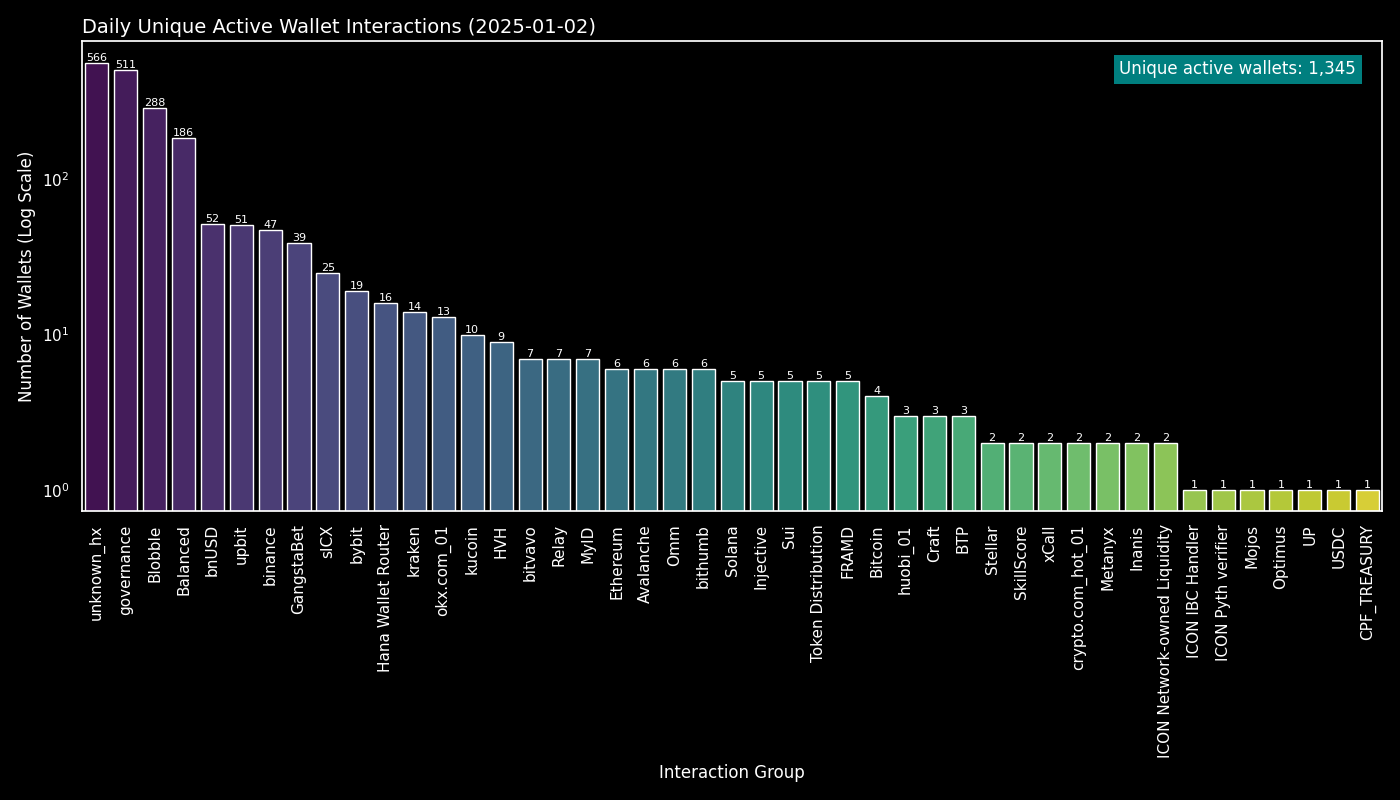 Daily Unique Active Wallet Interactions (2025-01-02)
Unique active wallets: 1,345
Number of Wallets (Log Scale)
10²
10¹
10⁰
566
511
288
186
52
51
47
39
25
19
16
14
13
10
9
7
7
7
6
6
6
6
5
5
5
5
5
4
3
3
3
2
2
2
2
2
2
2
1
1
1
1
1
1
1
unknown_hx
governance
Blobble
Balanced
bnUSD
upbit
binance
GangstaBet
sICX
bybit
Hana Wallet Router
kraken
okx.com_01
kucoin
HVH
bitvavo
Relay
MyID
Ethereum
Avalanche
Omm
bithumb
Solana
Injective
Sui
Token Distribution
FRAMD
Bitcoin
huobi_01
Craft
BTP
Stellar
SkillScore
xCall
crypto.com_hot_01
Metanyx
Inanis
ICON Network-owned Liquidity
ICON IBC Handler
ICON Pyth verifier
Mojos
Optimus
UP
USDC
CPF_TREASURY
Interaction Group